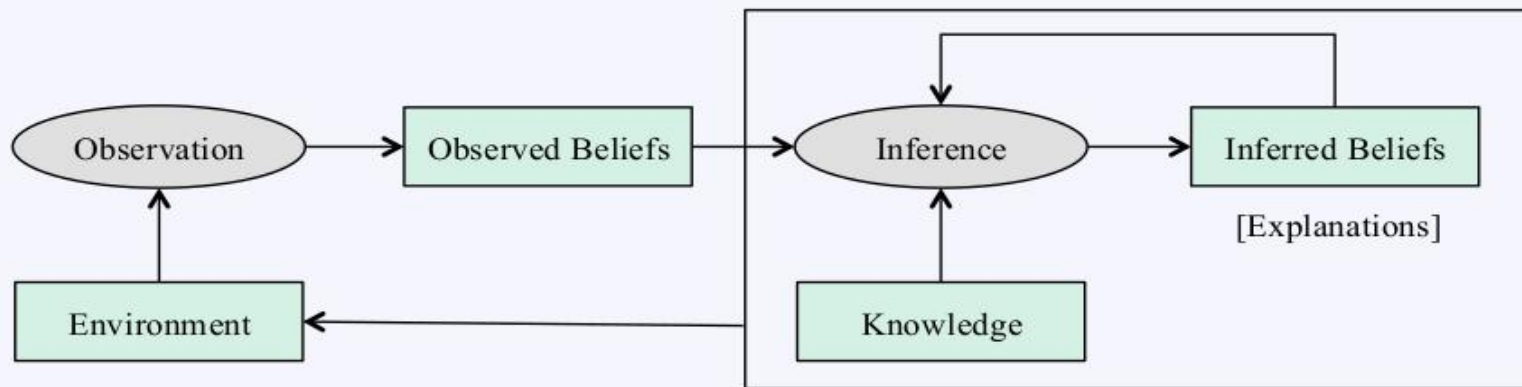 Observation
Observed Beliefs
Inference
Inferred Beliefs
[Explanations]
Environment
Knowledge